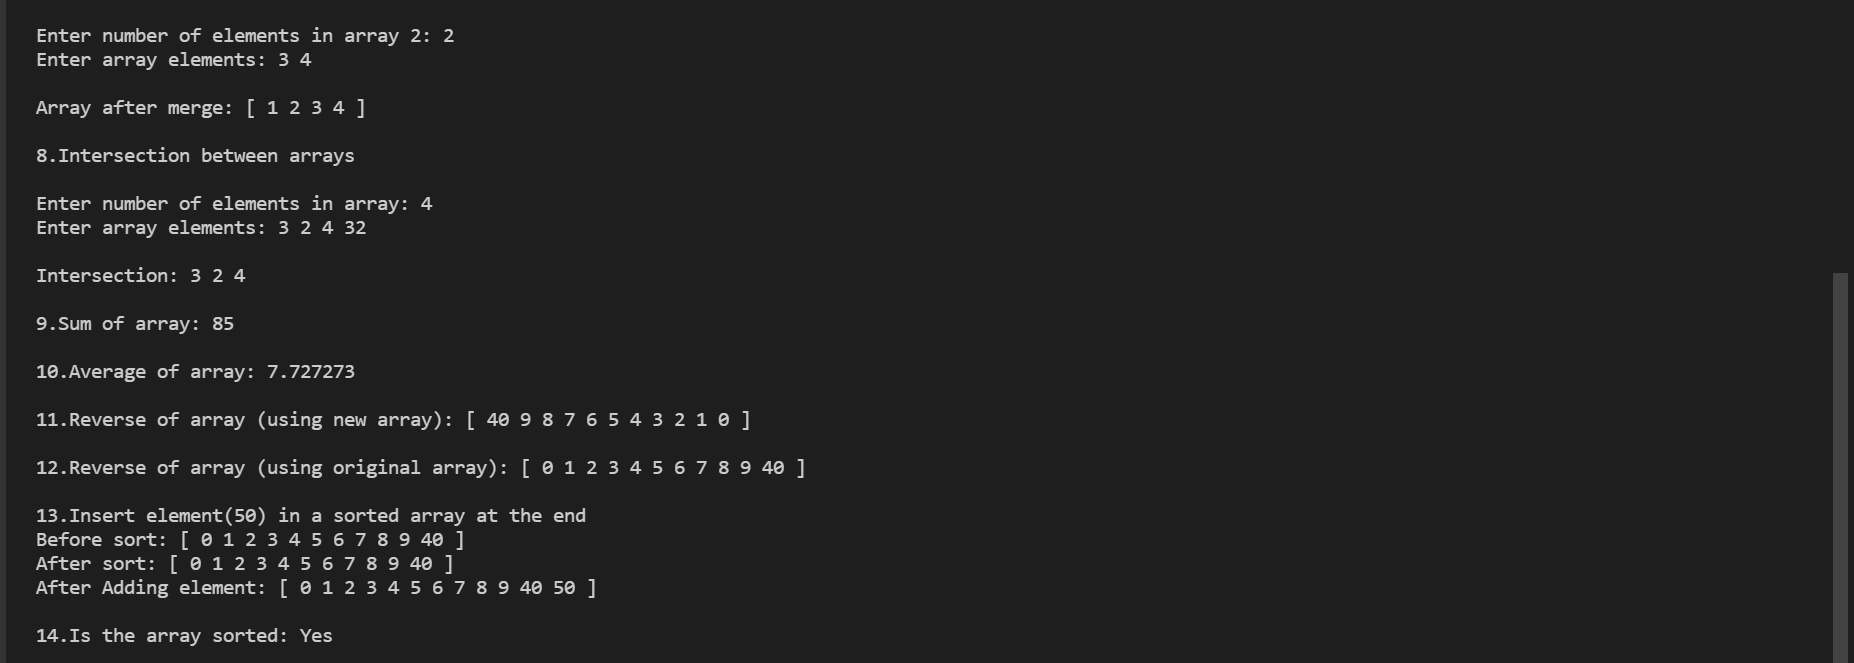 Enter number of elements in array 2: 2
Enter array elements: 3 4
Array after merge: [ 1 2 3 4 ]
8.Intersection between arrays
Enter number of elements in array: 4
Enter array elements: 3 2 4 32
Intersection: 3 2 4
9.Sum of array: 85
10.Average of array: 7.727273
11.Reverse of array (using new array): [ 40 9 8 7 6 5 4 3 2 1 0 ]
12.Reverse of array (using original array): [ 0 1 2 3 4 5 6 7 8 9 40 ]
13.Insert element(50) in a sorted array at the end
Before sort: [ 0 1 2 3 4 5 6 7 8 9 40 ]
After sort: [ 0 1 2 3 4 5 6 7 8 9 40 ]
After Adding element: [ 0 1 2 3 4 5 6 7 8 9 40 50 ]
14.Is the array sorted: Yes